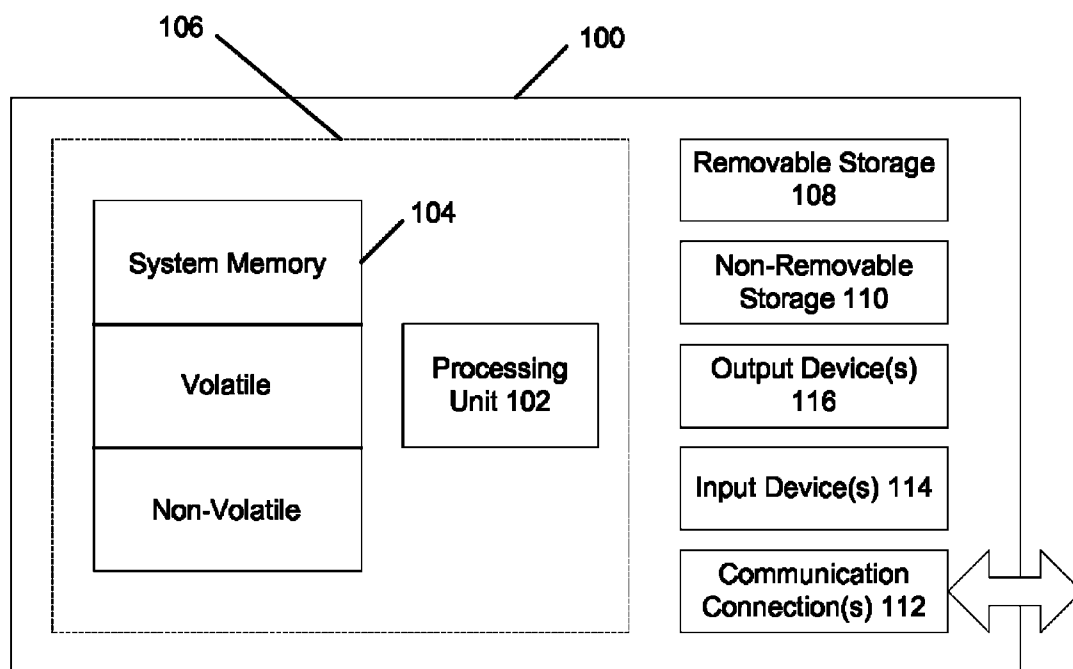 106
100
104
System Memory
Volatile
Non-Volatile
Processing
Unit 102
Removable Storage
108
Non-Removable
Storage 110
Output Device(s)
116
Input Device(s) 114
Communication
Connection(s) 112